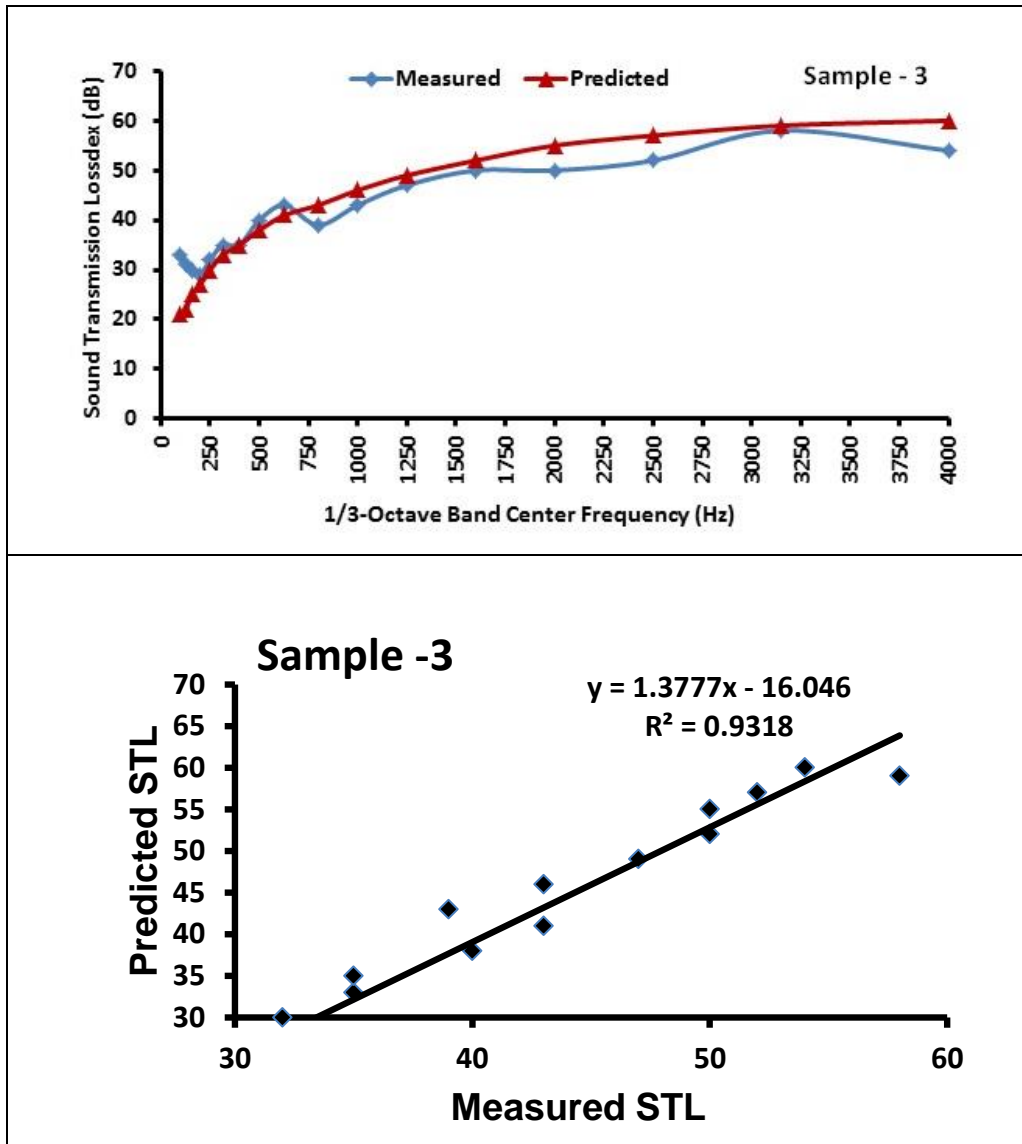 Measured Predicted Sample - 3
Sound Transmission Lossdex (dB)
70
60
50
40
30
20
10
0
0 250 500 750 1000 1250 1500 1750 2000 2250 2500 2750 3000 3250 3500 3750 4000
1/3-Octave Band Center Frequency (Hz)
Sample -3
y = 1.3777x - 16.046
R² = 0.9318
Predicted STL
70
65
60
55
50
45
40
35
30
30 40 50 60
Measured STL